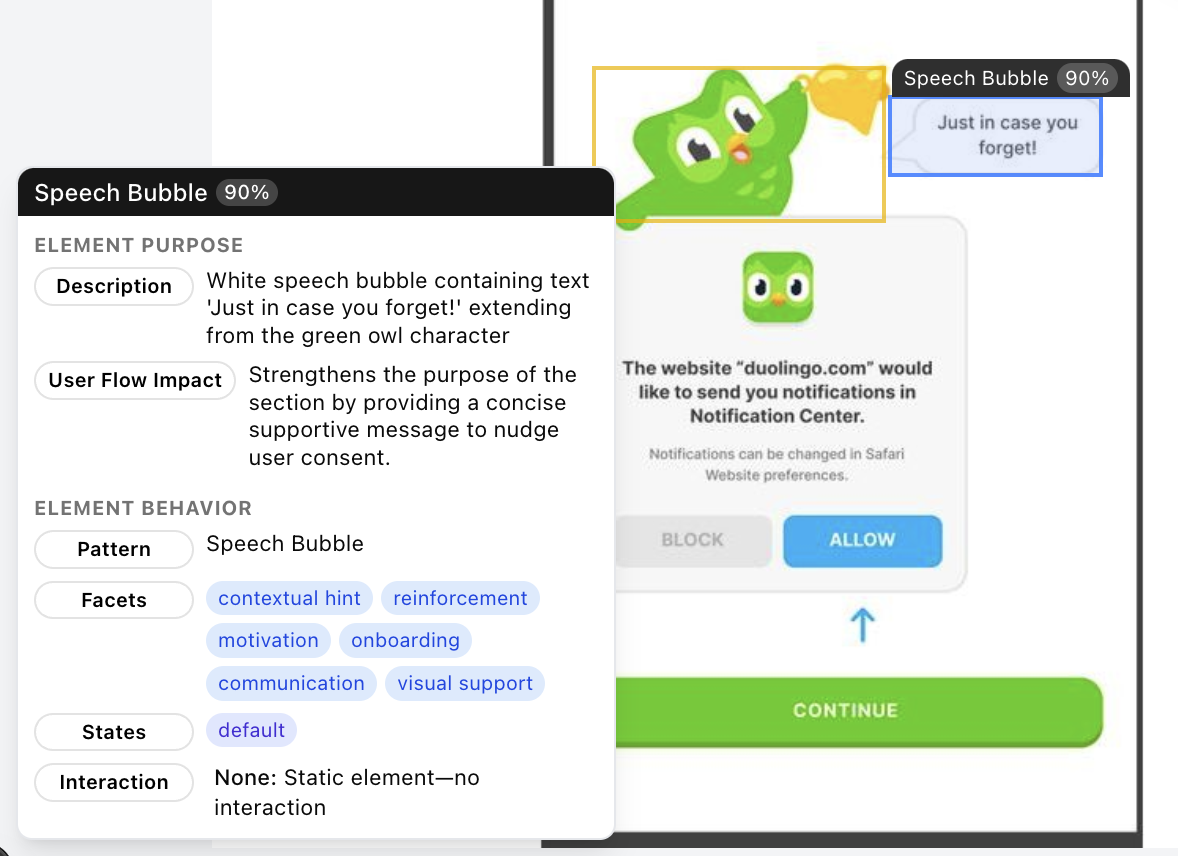 Speech Bubble 90%
Just in case you
forget!
Speech Bubble 90%
ELEMENT PURPOSE
Description
White speech bubble containing text
'Just in case you forget!' extending
from the green owl character
User Flow Impact
Strengthens the purpose of the
section by providing a concise
supportive message to nudge
user consent.
ELEMENT BEHAVIOR
Pattern
Speech Bubble
Facets
contextual hint reinforcement
motivation onboarding
communication visual support
States
default
Interaction
None: Static element—no
interaction
The website “duolingo.com” would
like to send you notifications in
Notification Center.
Notifications can be changed in Safari
Website preferences.
BLOCK ALLOW
CONTINUE